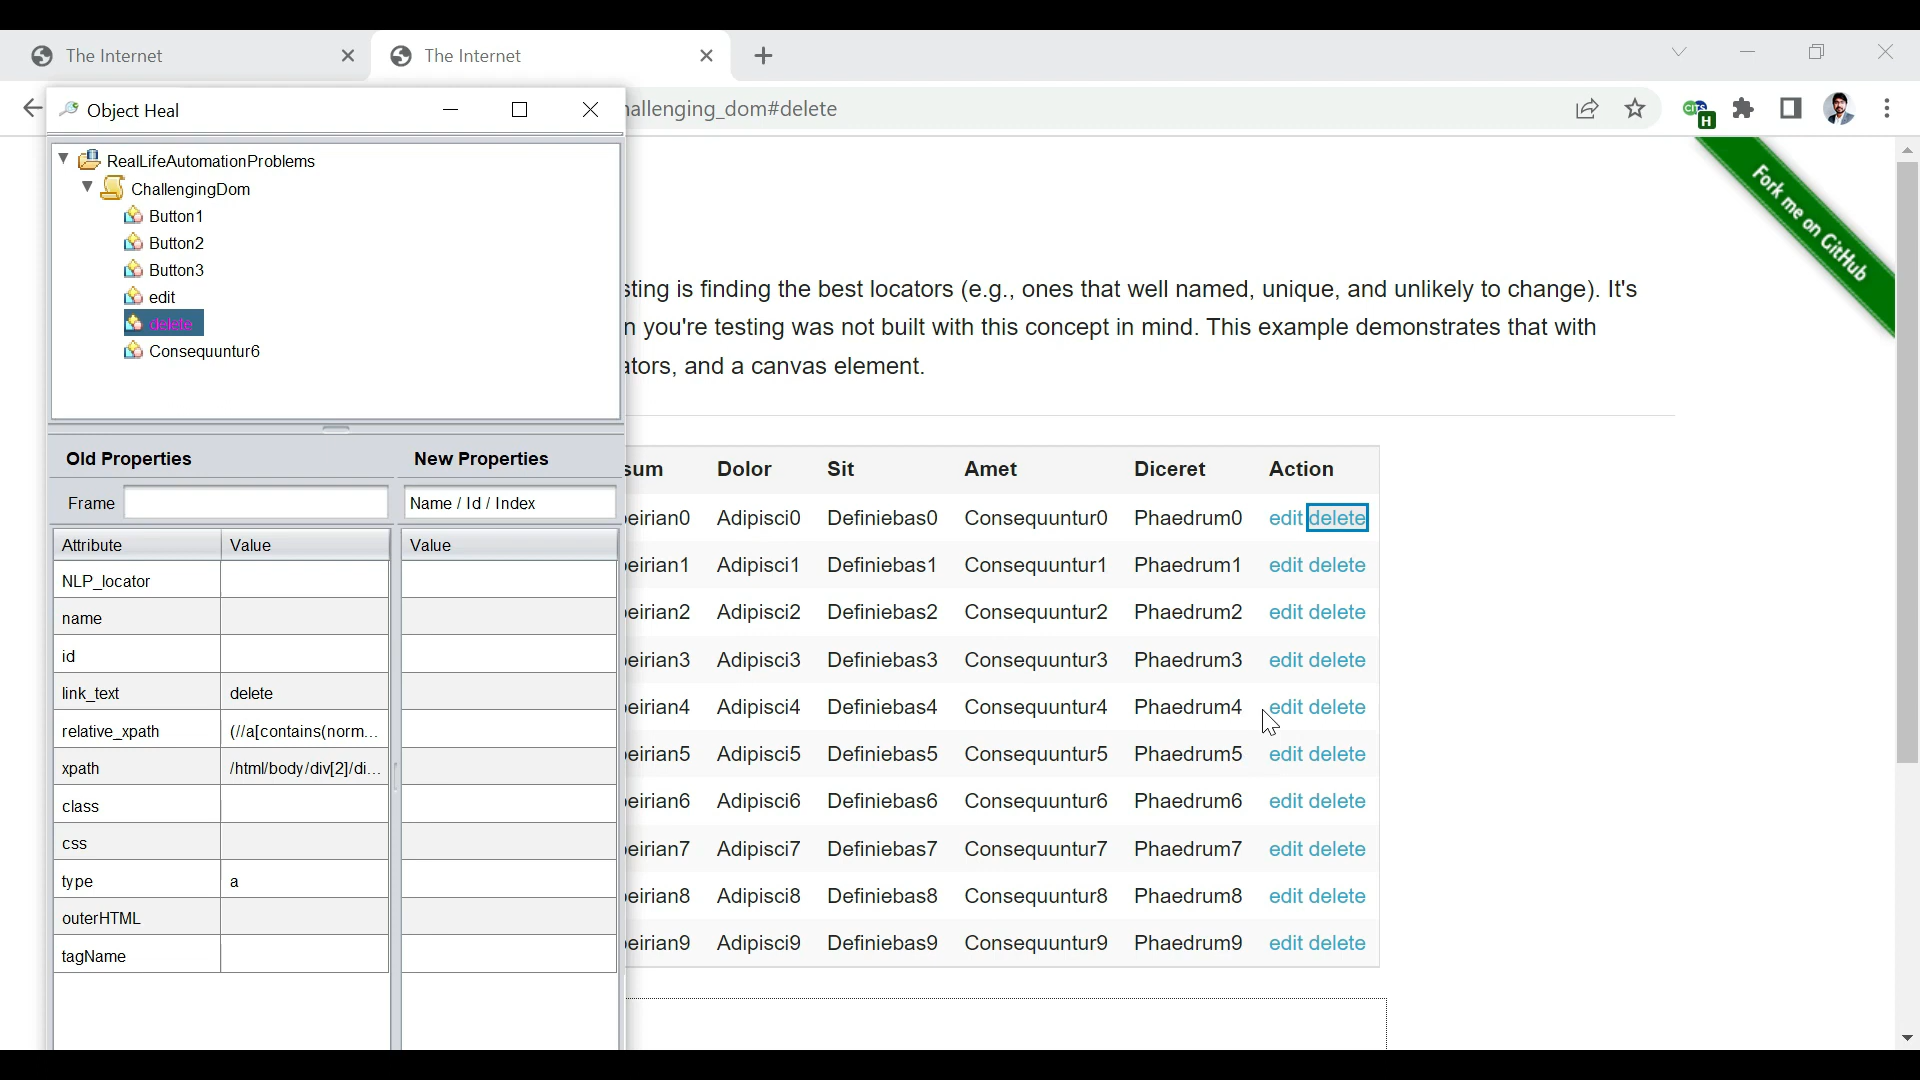 The Internet
The Internet
Object Heal
allenging_dom#delete
CITS
H
RealLifeAutomationProblems
ChallengingDom
Button1
Button2
Button3
edit
delete
Consequuntur6
Fork me on GitHub
sting is finding the best locators (e.g., ones that well named, unique, and unlikely to change). It's
n you're testing was not built with this concept in mind. This example demonstrates that with
ators, and a canvas element.
Old Properties New Properties
Frame Name / Id / Index
Attribute Value Value
NLP_locator
name
id
link_text delete
relative_xpath (//a[contains(norm...
xpath /html/body/div[2]/di...
class
css
type a
outerHTML
tagName
sum Dolor Sit Amet Diceret Action
eirian0 Adipisci0 Definiebas0 Consequuntur0 Phaedrum0 edit delete
eirian1 Adipisci1 Definiebas1 Consequuntur1 Phaedrum1 edit delete
eirian2 Adipisci2 Definiebas2 Consequuntur2 Phaedrum2 edit delete
eirian3 Adipisci3 Definiebas3 Consequuntur3 Phaedrum3 edit delete
eirian4 Adipisci4 Definiebas4 Consequuntur4 Phaedrum4 edit delete
eirian5 Adipisci5 Definiebas5 Consequuntur5 Phaedrum5 edit delete
eirian6 Adipisci6 Definiebas6 Consequuntur6 Phaedrum6 edit delete
eirian7 Adipisci7 Definiebas7 Consequuntur7 Phaedrum7 edit delete
eirian8 Adipisci8 Definiebas8 Consequuntur8 Phaedrum8 edit delete
eirian9 Adipisci9 Definiebas9 Consequuntur9 Phaedrum9 edit delete